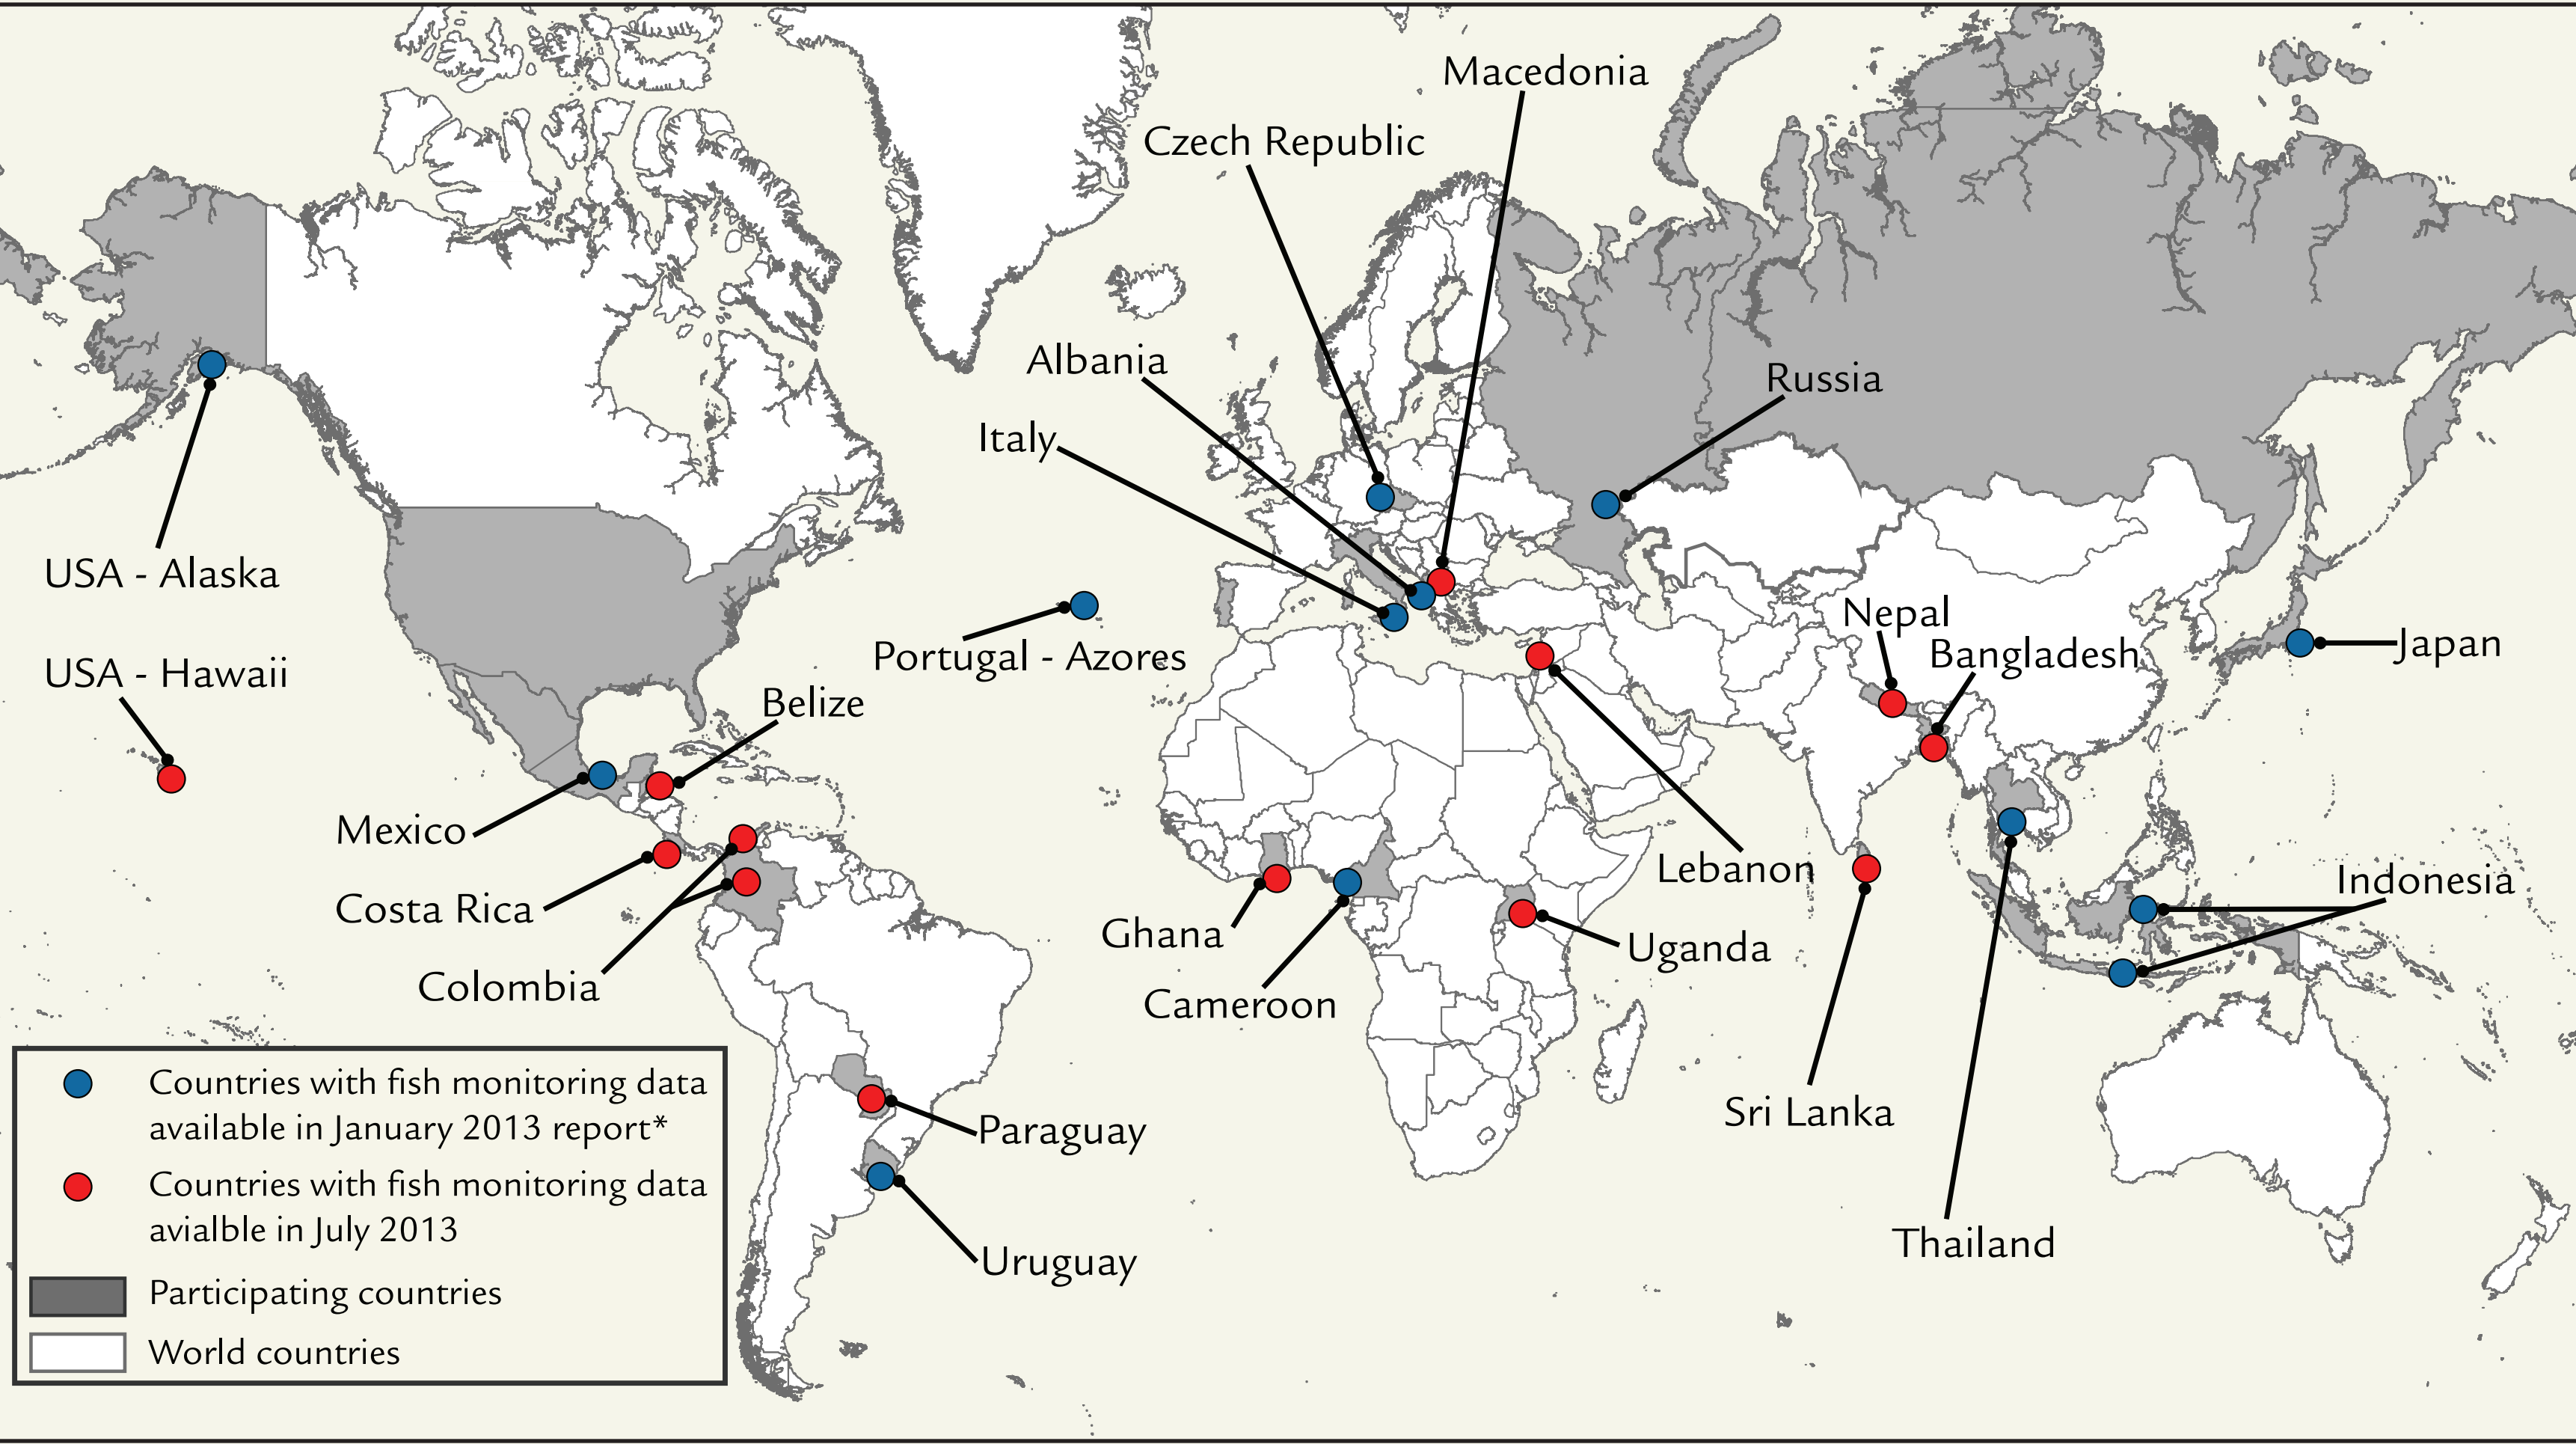 Macedonia
Czech Republic
Albania
Russia
Italy
USA - Alaska
Nepal
Portugal - Azores
Bangladesh
Japan
USA - Hawaii
Belize
Mexico
Lebanon
Indonesia
Costa Rica
Ghana
Uganda
Colombia
Cameroon
Sri Lanka
Paraguay
Thailand
Uruguay
Countries with fish monitoring data
available in January 2013 report*
Countries with fish monitoring data
avialble in July 2013
Participating countries
World countries